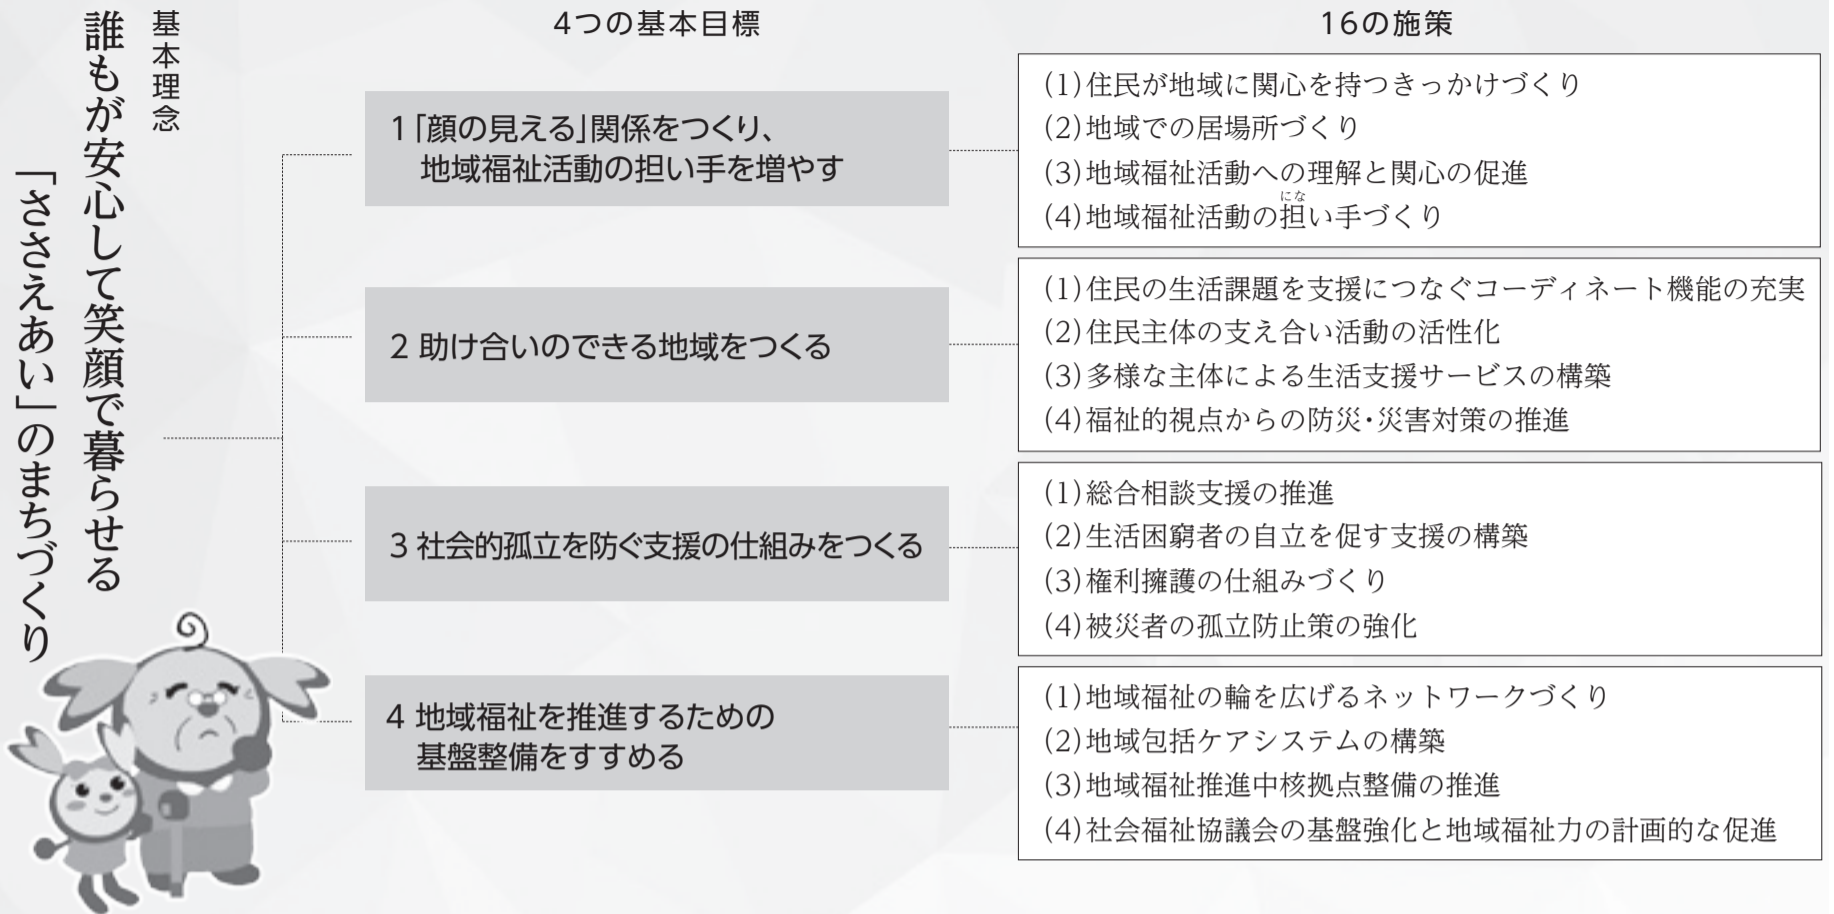 基本理念
誰もが安心して笑顔で暮らせる
「ささえあい」のまちづくり
4つの基本目標
16の施策
1「顔の見える」関係をつくり、
地域福祉活動の担い手を増やす
(1)住民が地域に関心を持つきっかけづくり
(2)地域での居場所づくり
(3)地域福祉活動への理解と関心の促進
にな
(4)地域福祉活動の担い手づくり
2 助け合いのできる地域をつくる
(1)住民の生活課題を支援につなぐコーディネート機能の充実
(2)住民主体の支え合い活動の活性化
(3)多様な主体による生活支援サービスの構築
(4)福祉的視点からの防災・災害対策の推進
3 社会的孤立を防ぐ支援の仕組みをつくる
(1)総合相談支援の推進
(2)生活困窮者の自立を促す支援の構築
(3)権利擁護の仕組みづくり
(4)被災者の孤立防止策の強化
4 地域福祉を推進するための
基盤整備をすすめる
(1)地域福祉の輪を広げるネットワークづくり
(2)地域包括ケアシステムの構築
(3)地域福祉推進中核拠点整備の推進
(4)社会福祉協議会の基盤強化と地域福祉力の計画的な促進